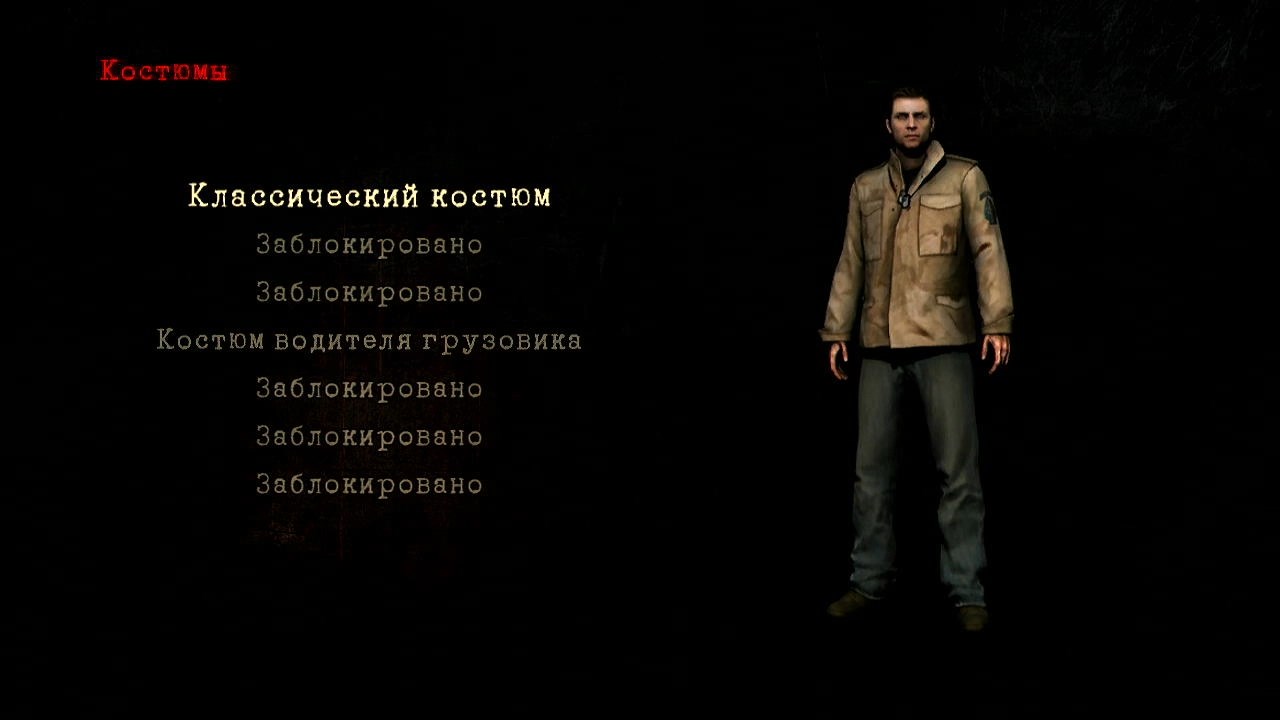 Костюмы
Классический костюм
Заблокировано
Заблокировано
Костюм водителя грузовика
Заблокировано
Заблокировано
Заблокировано